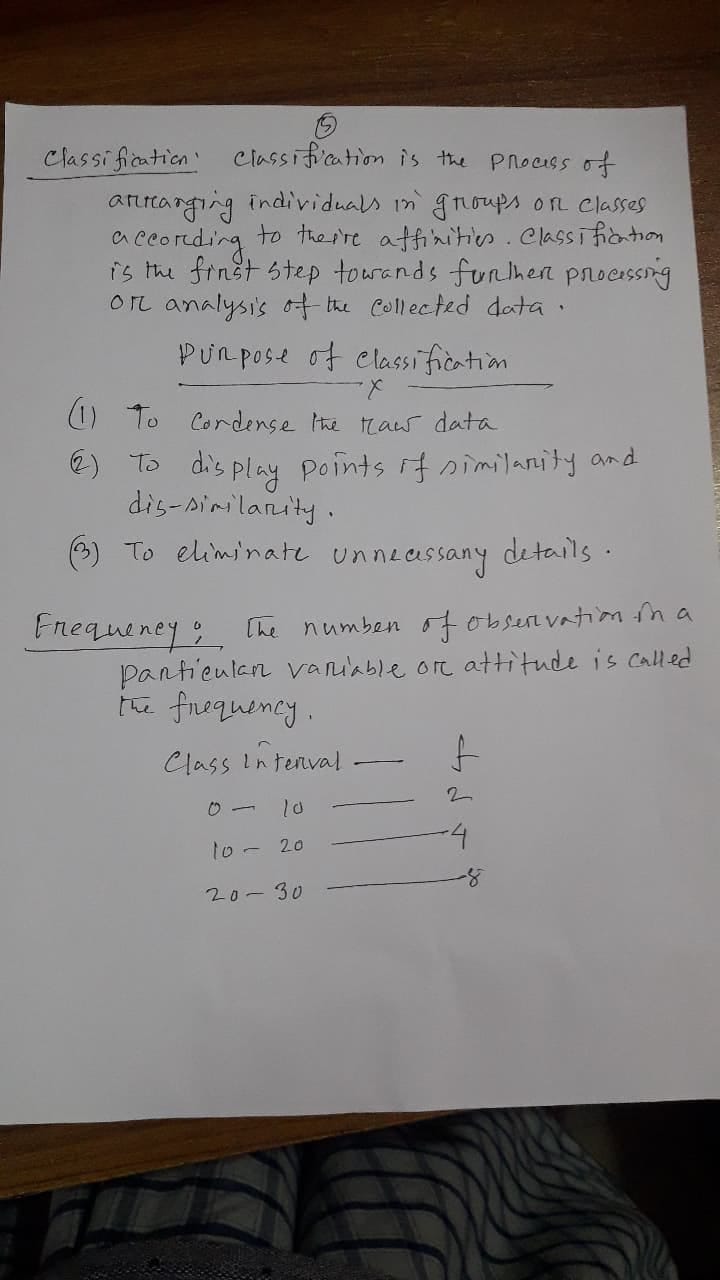 5
Classification: Classification is the process of
arranging individuals in groups or classes
according to theire affinities. Classification
is the first step towards further processing
or analysis of the collected data.
Purpose of classification
x
(1) To Condense the raw data
(2) To display points of similarity and
dis-similarity.
(3) To eliminate unnecessary details.
Frequency: The number of observation in a
particular variable or attitude is called
the frequency.
Class interval — f
0 - 10 — 2
10 - 20 — 4
20 - 30 — 8